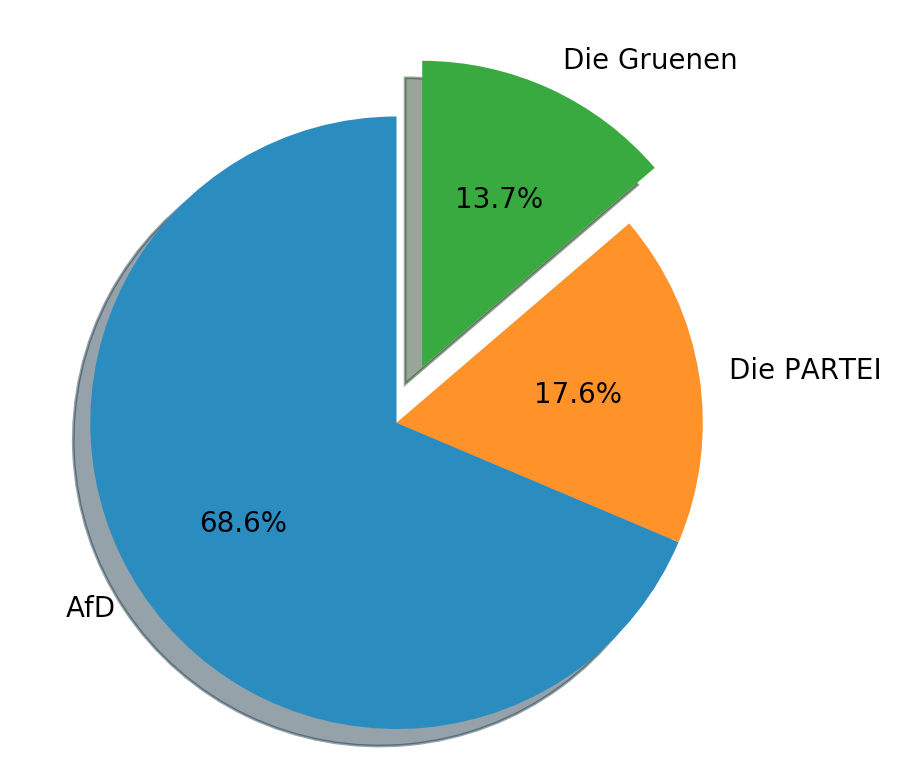 Die Gruenen
13.7%
Die PARTEI
17.6%
68.6%
AfD